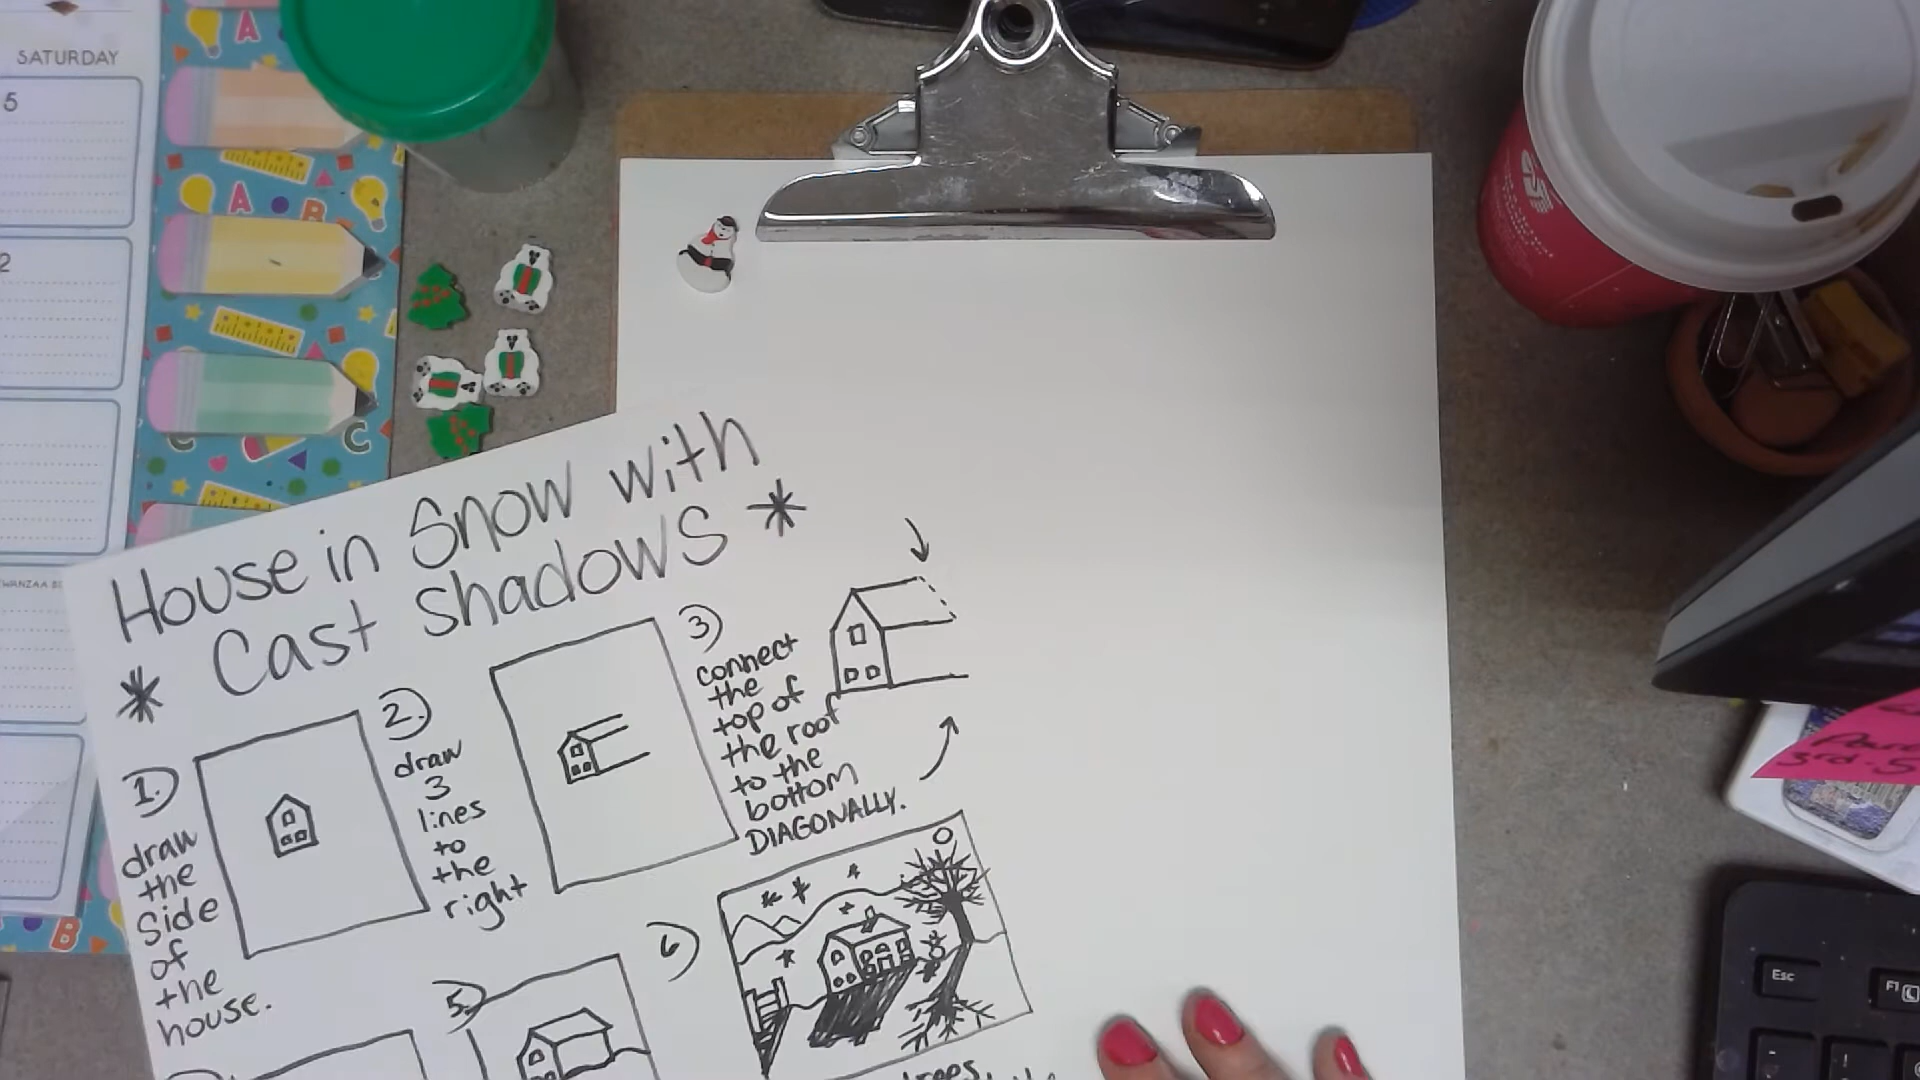 SATURDAY
5
2
House in Snow with
* Cast Shadows *
1.)
draw
the
side
of
the
house.
2.)
draw
3
lines
to
the
right
3)
connect
the
top of
the roof
to the
bottom
DIAGONALLY.
5.
6)
trees,
Esc
F1